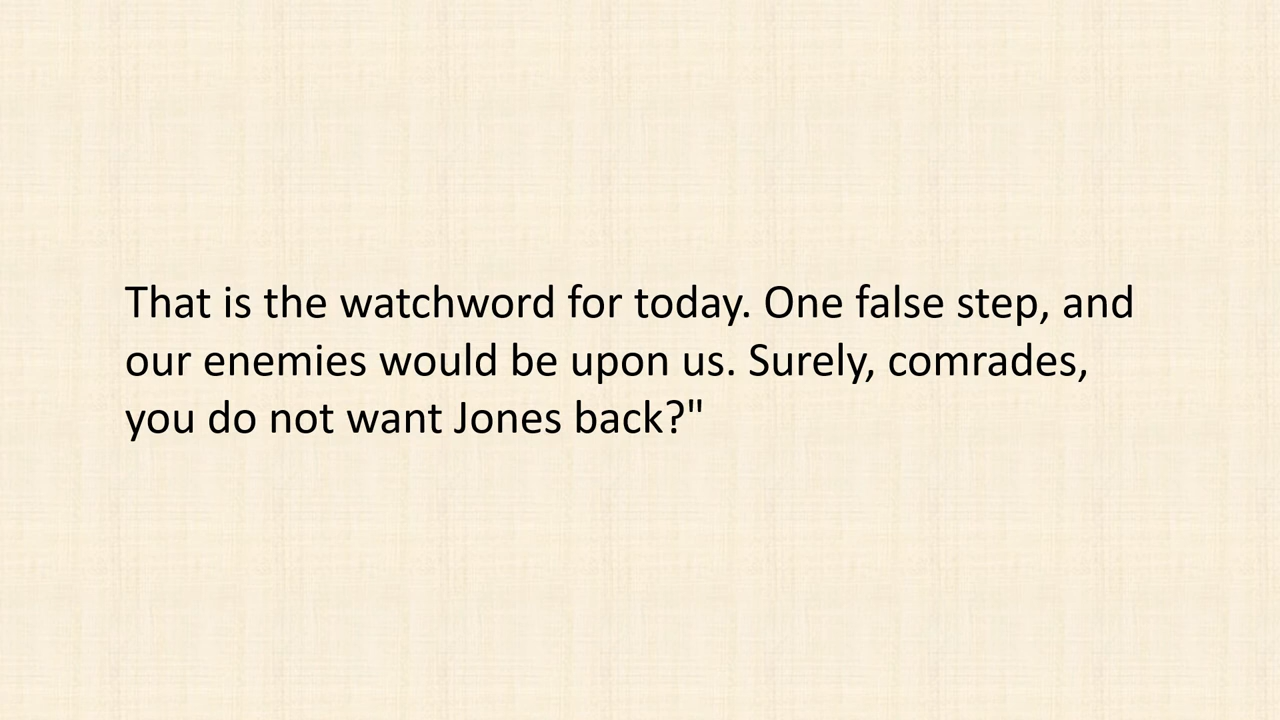 That is the watchword for today. One false step, and
our enemies would be upon us. Surely, comrades,
you do not want Jones back?"